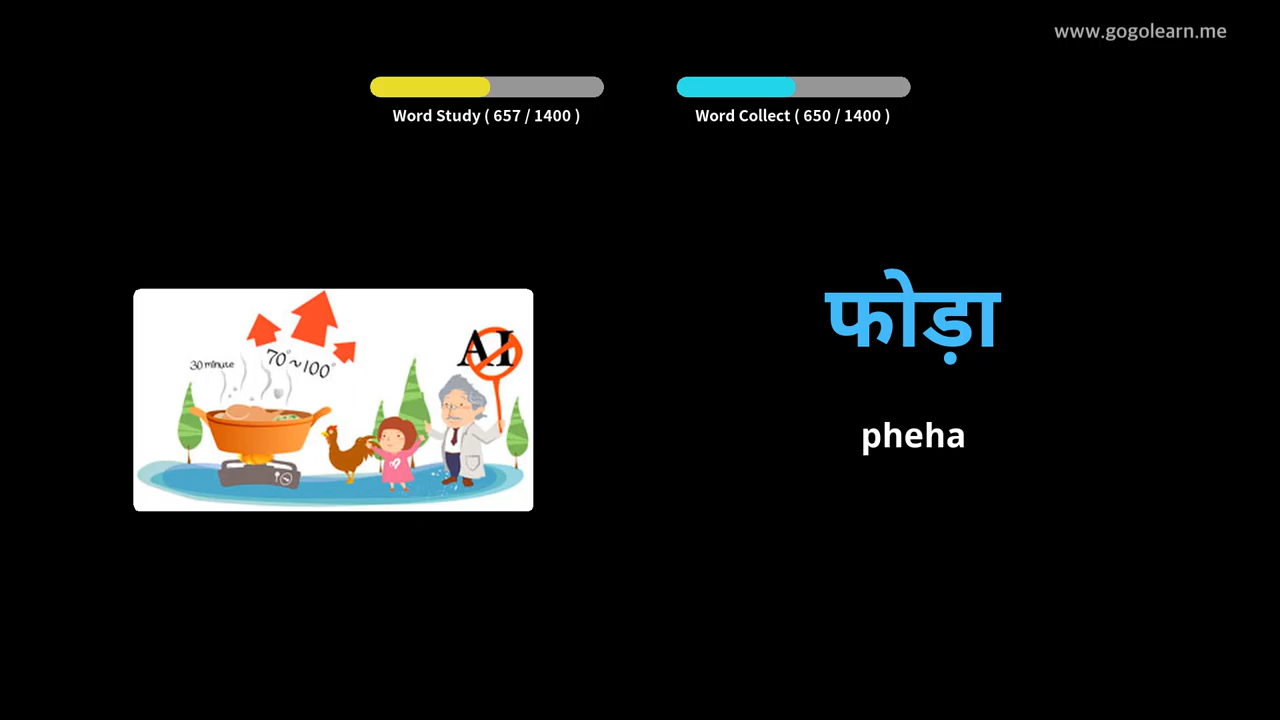 www.gogolearn.me
Word Study ( 657 / 1400 )
Word Collect ( 650 / 1400 )
30 minute
70°~100°
AI
फोड़ा
pheha